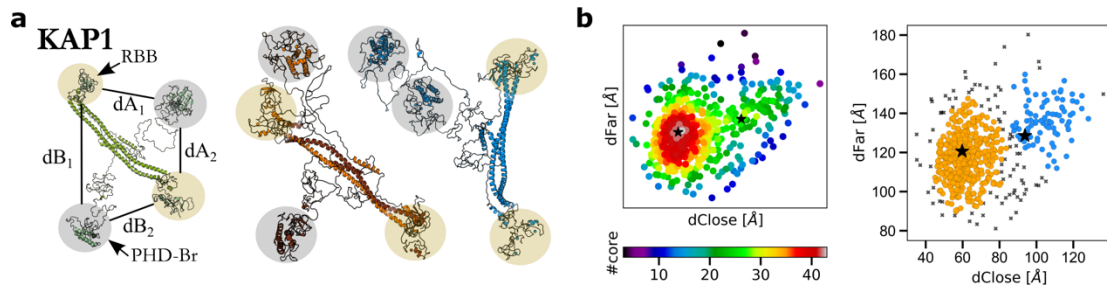 a
KAP1
RBB
dA₁
dB₁
dA₂
dB₂
PHD-Br
b
dFar [Å]
dClose [Å]
#core
10 20 30 40
dFar [Å]
180
160
140
120
100
80
40 60 80 100 120
dClose [Å]